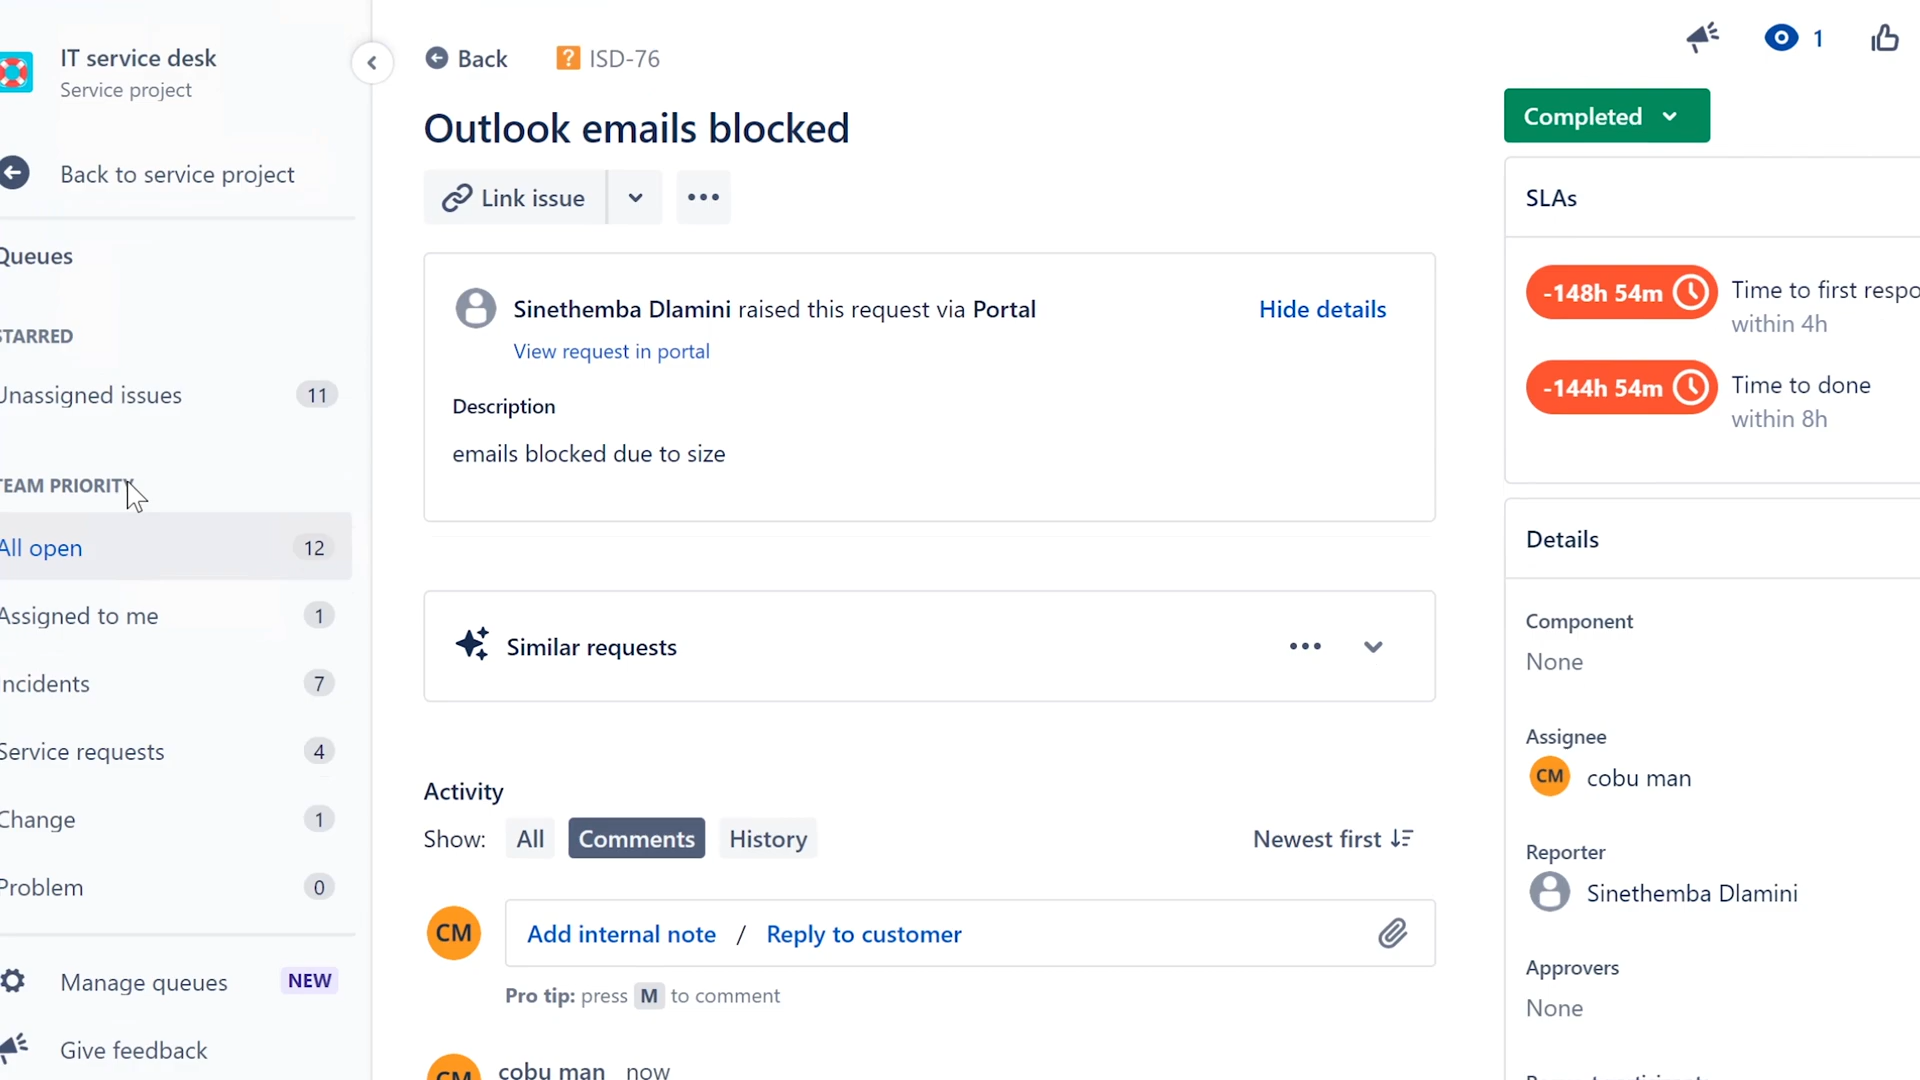 IT service desk
Service project
Back to service project
Queues
STARRED
Unassigned issues 11
TEAM PRIORITY
All open 12
Assigned to me 1
Incidents 7
Service requests 4
Change 1
Problem 0
Manage queues NEW
Give feedback
Back ISD-76
Outlook emails blocked
Link issue
Sinethemba Dlamini raised this request via Portal Hide details
View request in portal
Description
emails blocked due to size
Similar requests
Activity
Show: All Comments History Newest first
CM Add internal note / Reply to customer
Pro tip: press M to comment
CM cobu man now
1
Completed
SLAs
-148h 54m Time to first respo
within 4h
-144h 54m Time to done
within 8h
Details
Component
None
Assignee
CM cobu man
Reporter
Sinethemba Dlamini
Approvers
None